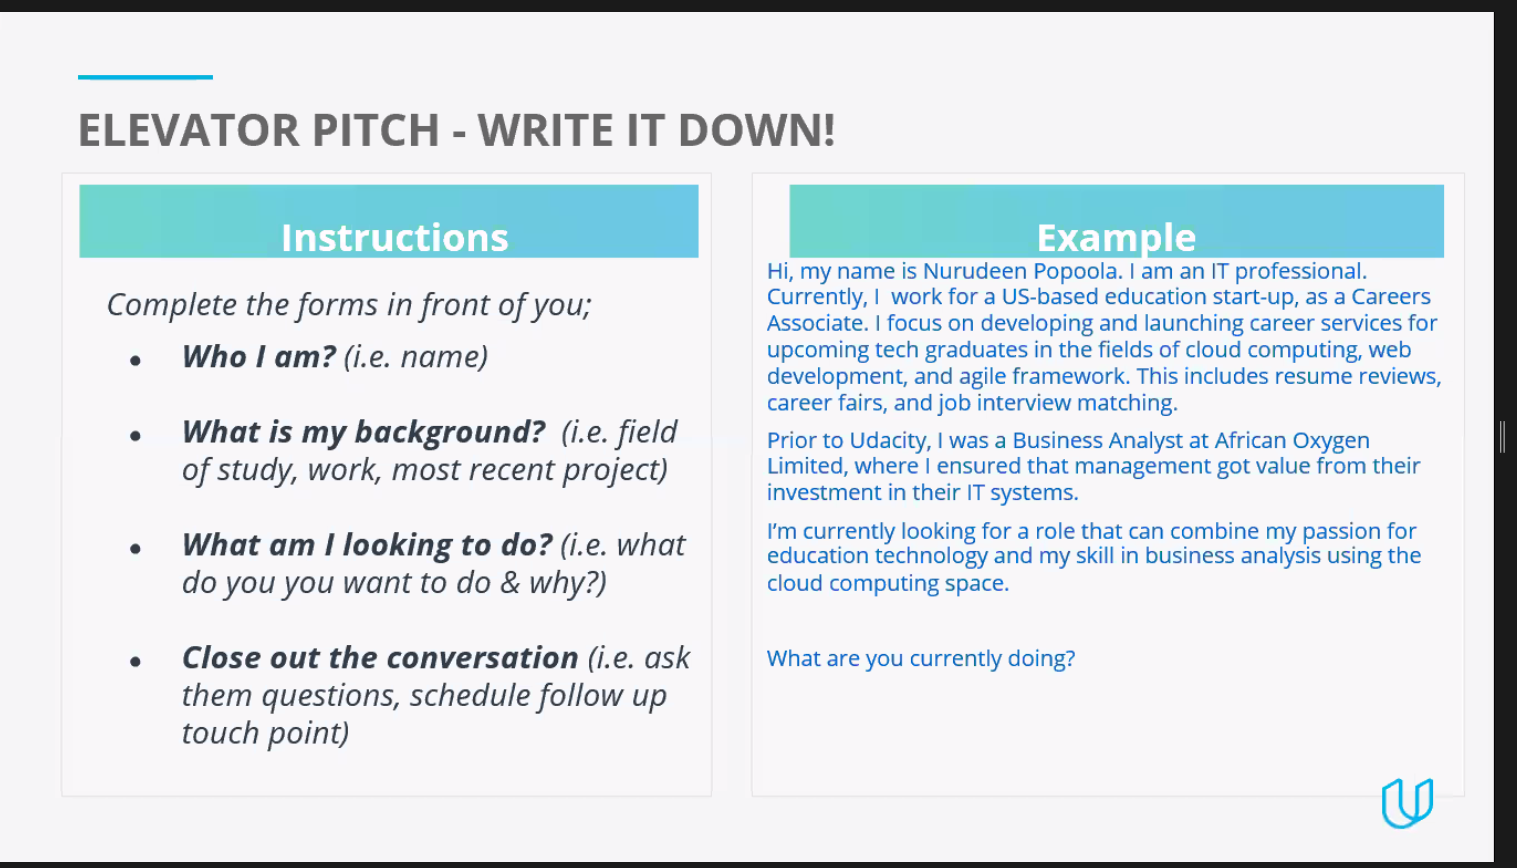 ELEVATOR PITCH - WRITE IT DOWN!
Instructions
Complete the forms in front of you;
• Who I am? (i.e. name)
• What is my background? (i.e. field
of study, work, most recent project)
• What am I looking to do? (i.e. what
do you you want to do & why?)
• Close out the conversation (i.e. ask
them questions, schedule follow up
touch point)
Example
Hi, my name is Nurudeen Popoola. I am an IT professional.
Currently, I work for a US-based education start-up, as a Careers
Associate. I focus on developing and launching career services for
upcoming tech graduates in the fields of cloud computing, web
development, and agile framework. This includes resume reviews,
career fairs, and job interview matching.
Prior to Udacity, I was a Business Analyst at African Oxygen
Limited, where I ensured that management got value from their
investment in their IT systems.
I’m currently looking for a role that can combine my passion for
education technology and my skill in business analysis using the
cloud computing space.
What are you currently doing?